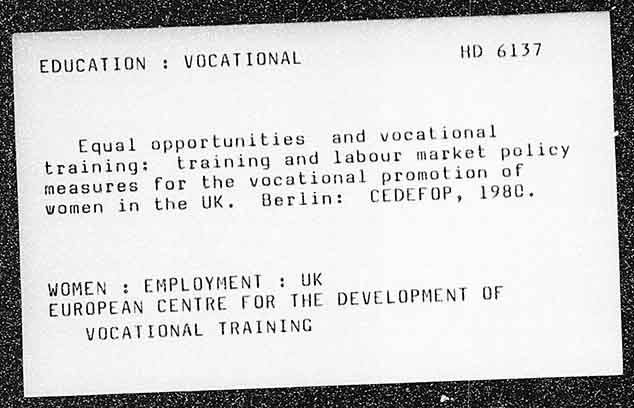 EDUCATION : VOCATIONAL HD 6137
Equal opportunities and vocational
training: training and labour market policy
measures for the vocational promotion of
women in the UK. Berlin: CEDEFOP, 1980.
WOMEN : EMPLOYMENT : UK
EUROPEAN CENTRE FOR THE DEVELOPMENT OF
VOCATIONAL TRAINING